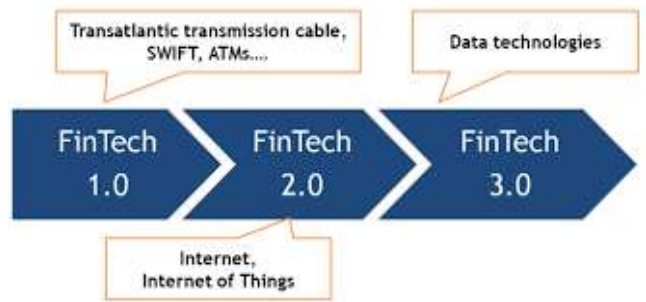 Transatlantic transmission cable,
SWIFT, ATMs....
Data technologies
FinTech
1.0
FinTech
2.0
FinTech
3.0
Internet,
Internet of Things